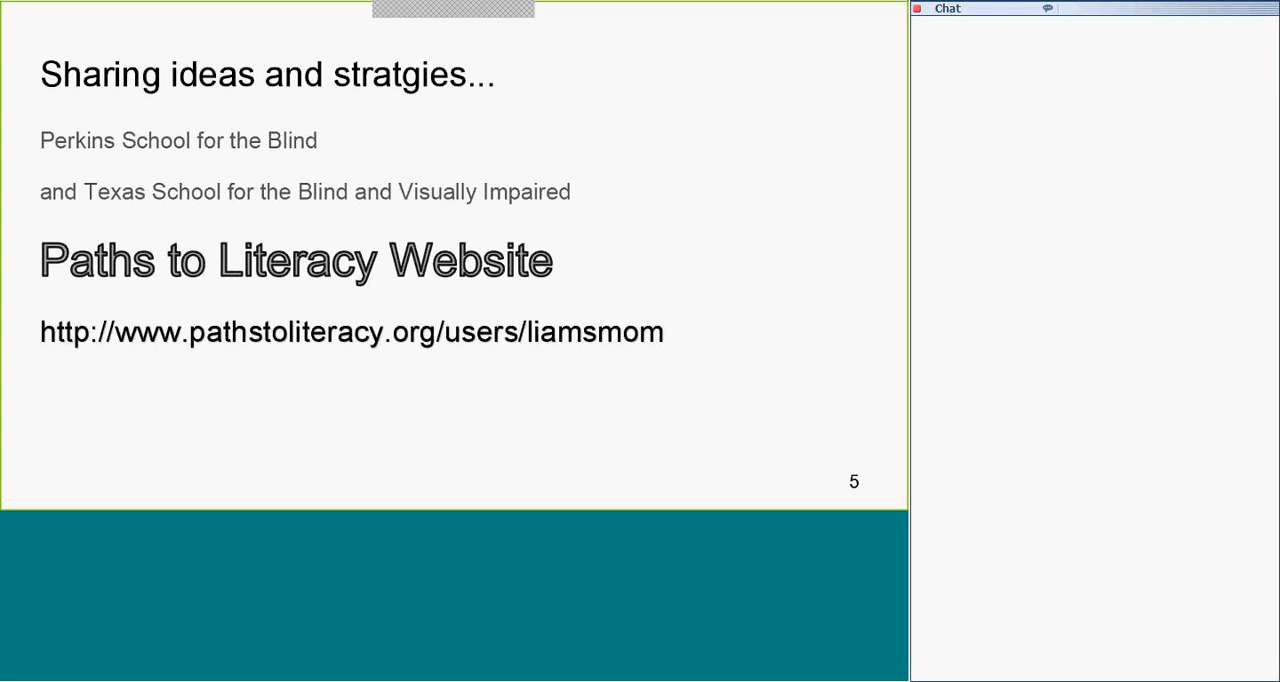 Sharing ideas and stratgies...
Perkins School for the Blind
and Texas School for the Blind and Visually Impaired
Paths to Literacy Website
http://www.pathstoliteracy.org/users/liamsmom
5
Chat